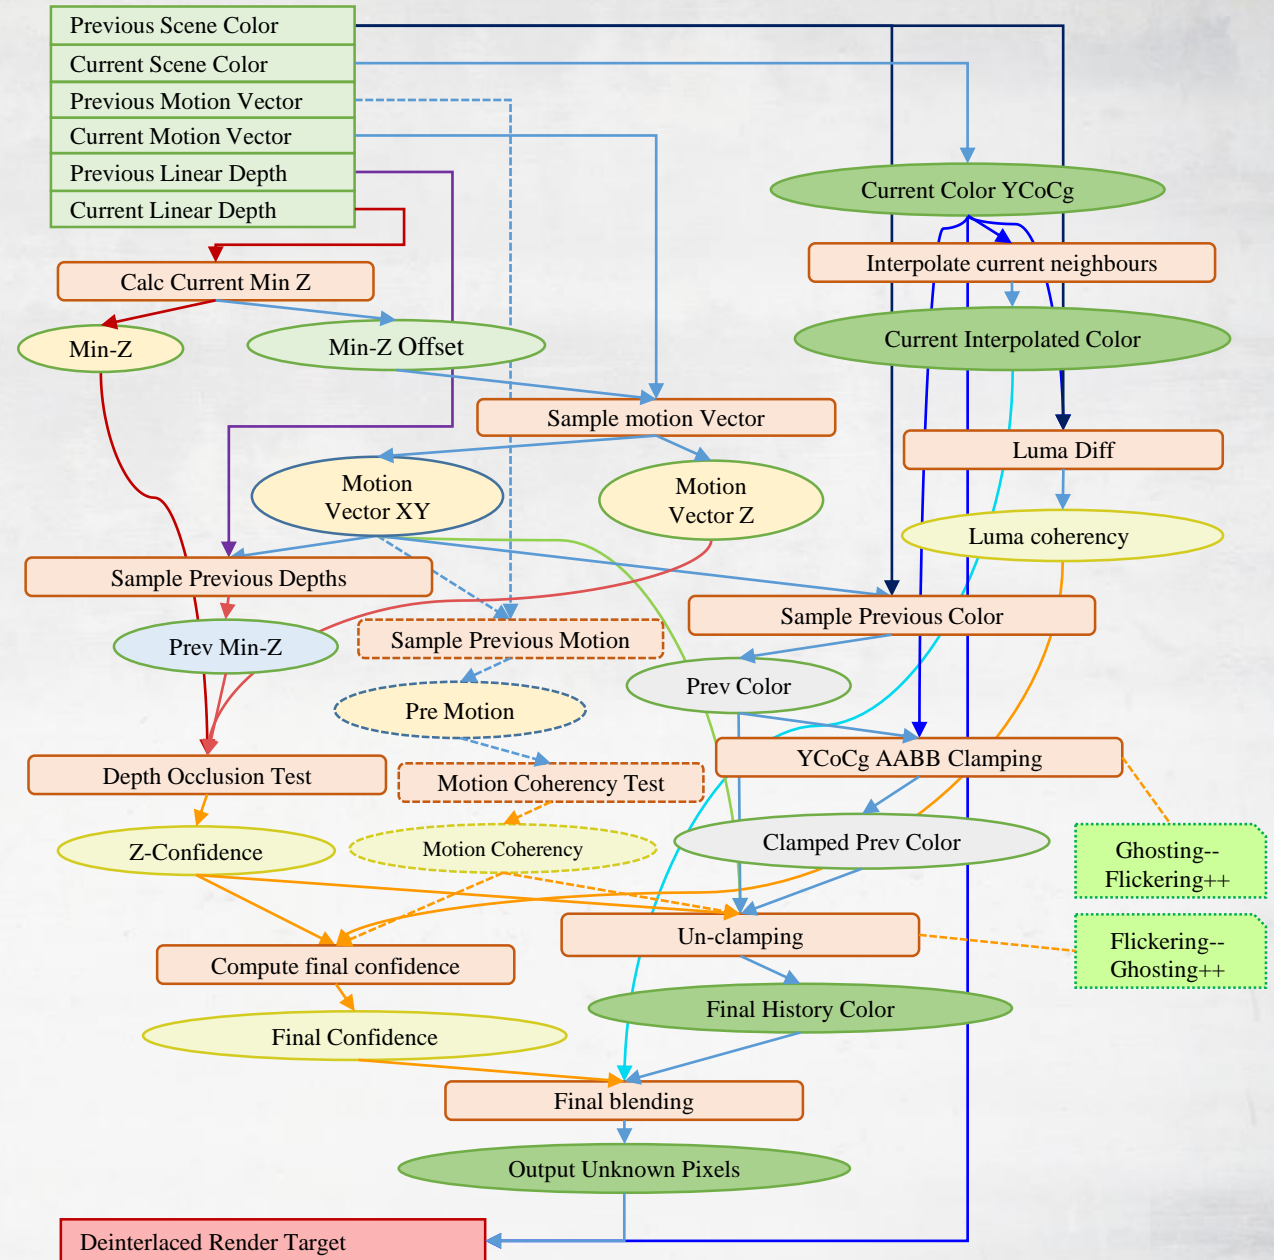 Previous Scene Color
Current Scene Color
Previous Motion Vector
Current Motion Vector
Previous Linear Depth
Current Linear Depth
Current Color YCoCg
Interpolate current neighbours
Calc Current Min Z
Min-Z
Min-Z Offset
Current Interpolated Color
Sample motion Vector
Luma Diff
Motion
Vector XY
Motion
Vector Z
Luma coherency
Sample Previous Depths
Sample Previous Color
Sample Previous Motion
Prev Min-Z
Prev Color
Pre Motion
YCoCg AABB Clamping
Depth Occlusion Test
Motion Coherency Test
Z-Confidence
Motion Coherency
Clamped Prev Color
Ghosting--
Flickering++
Un-clamping
Flickering--
Ghosting++
Compute final confidence
Final History Color
Final Confidence
Final blending
Output Unknown Pixels
Deinterlaced Render Target